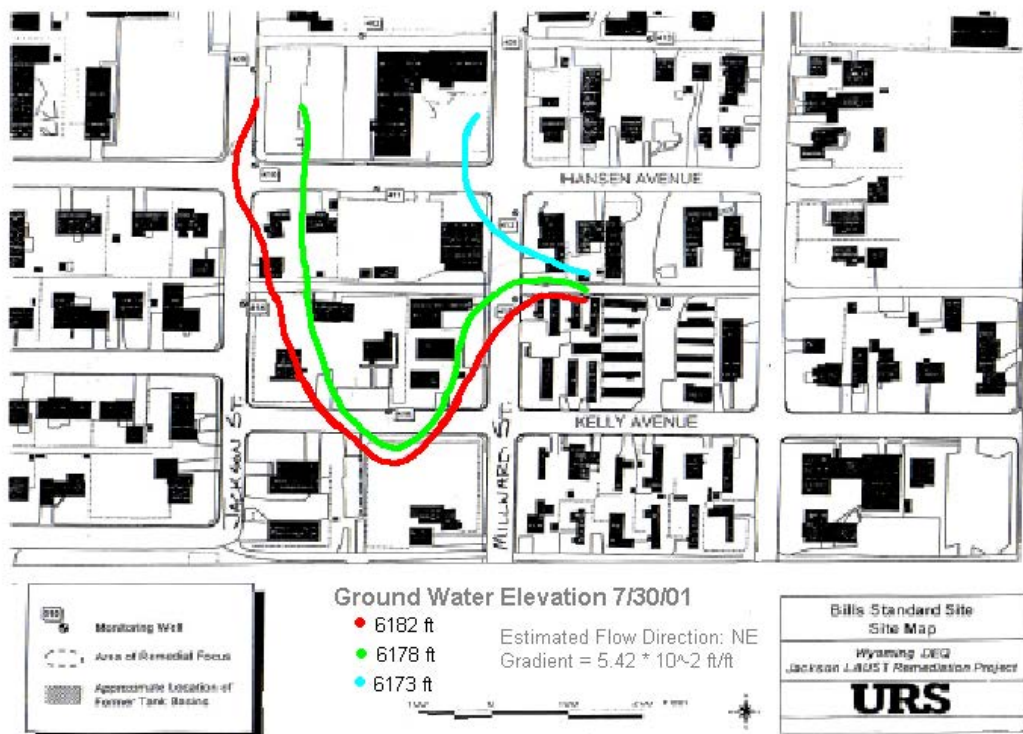 HANSEN AVENUE
KELLY AVENUE
JACKSON ST.
MILLWARD ST.
Ground Water Elevation 7/30/01
6182 ft
6178 ft
6173 ft
Estimated Flow Direction: NE
Gradient = 5.42 * 10^-2 ft/ft
Monitoring Well
Area of Remedial Focus
Approximate Location of
Former Tank Basins
Bills Standard Site
Site Map
Wyoming DEQ
Jackson LAUST Remediation Project
URS